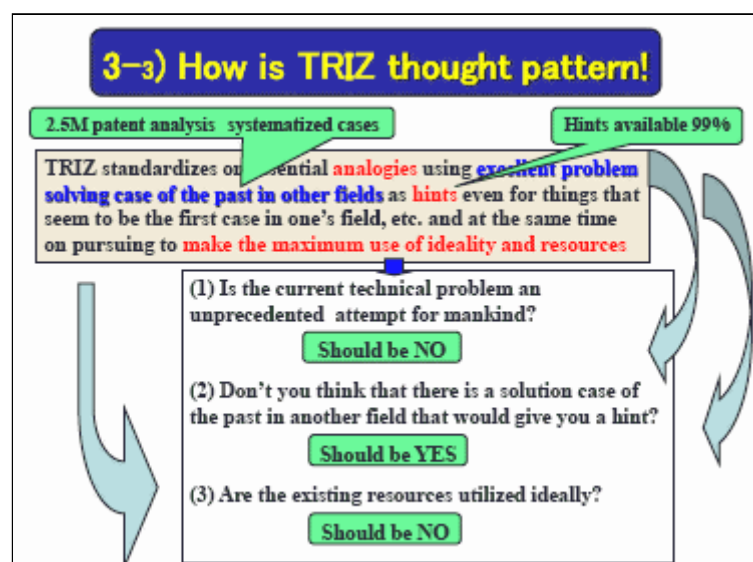 3-3) How is TRIZ thought pattern!
2.5M patent analysis systematized cases
Hints available 99%
TRIZ standardizes on essential analogies using excellent problem
solving case of the past in other fields as hints even for things that
seem to be the first case in one's field, etc. and at the same time
on pursuing to make the maximum use of ideality and resources
(1) Is the current technical problem an
unprecedented attempt for mankind?
Should be NO
(2) Don't you think that there is a solution case of
the past in another field that would give you a hint?
Should be YES
(3) Are the existing resources utilized ideally?
Should be NO